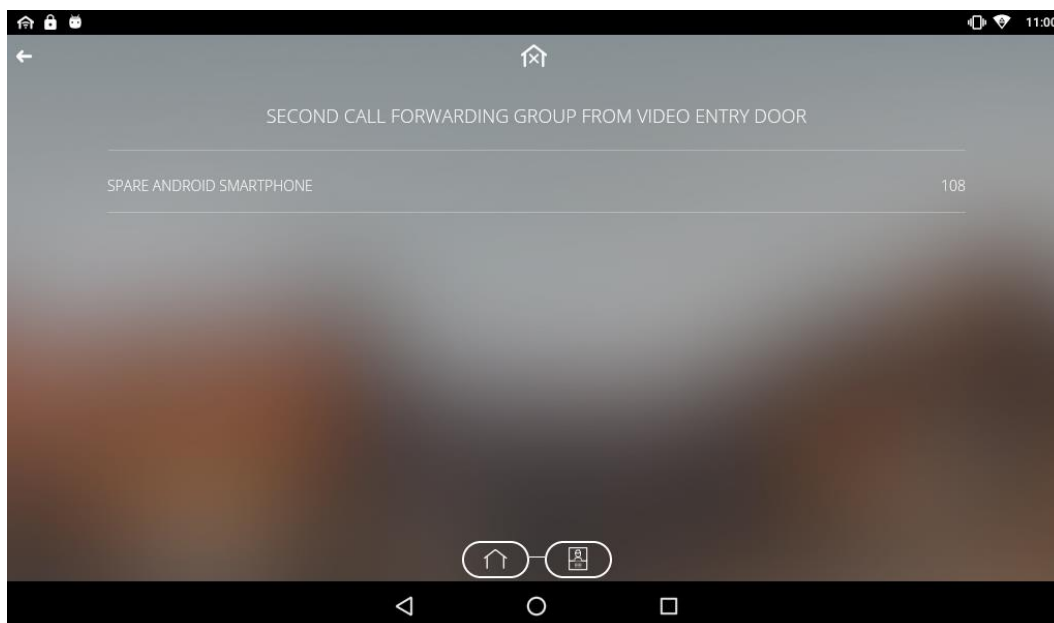 11:00
SECOND CALL FORWARDING GROUP FROM VIDEO ENTRY DOOR
SPARE ANDROID SMARTPHONE 108